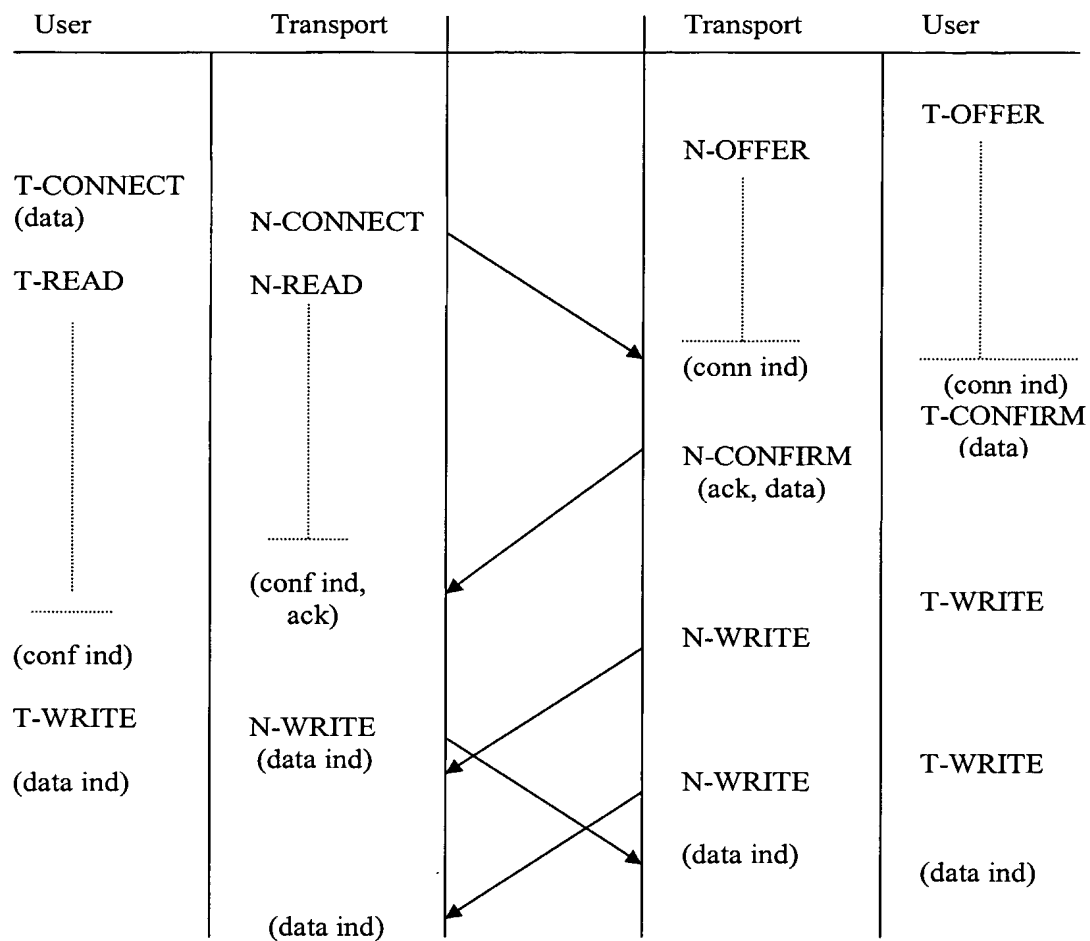 User Transport Transport User
T-OFFER
N-OFFER
T-CONNECT
(data)
N-CONNECT
T-READ N-READ
(conn ind)
(conn ind)
T-CONFIRM
(data)
N-CONFIRM
(ack, data)
(conf ind,
ack)
T-WRITE
N-WRITE
(conf ind)
T-WRITE
N-WRITE
(data ind)
T-WRITE
(data ind)
N-WRITE
(data ind)
(data ind)
(data ind)